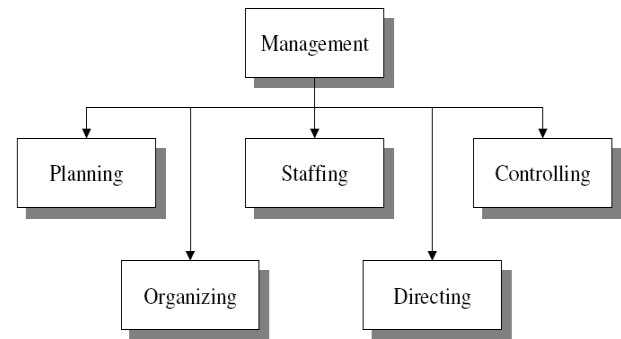 Management
Planning
Staffing
Controlling
Organizing
Directing